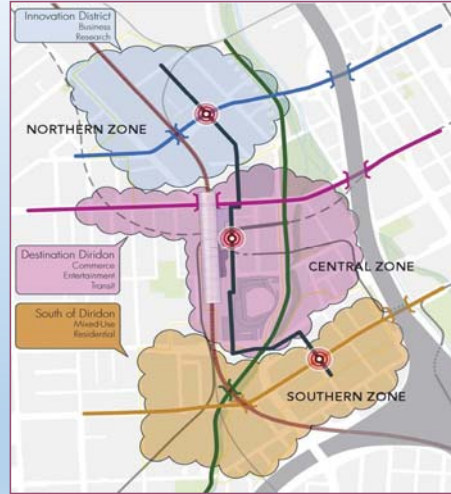 Innovation District
Business
Research
NORTHERN ZONE
Destination Diridon
Commerce
Entertainment
Transit
CENTRAL ZONE
South of Diridon
Mixed-Use
Residential
SOUTHERN ZONE